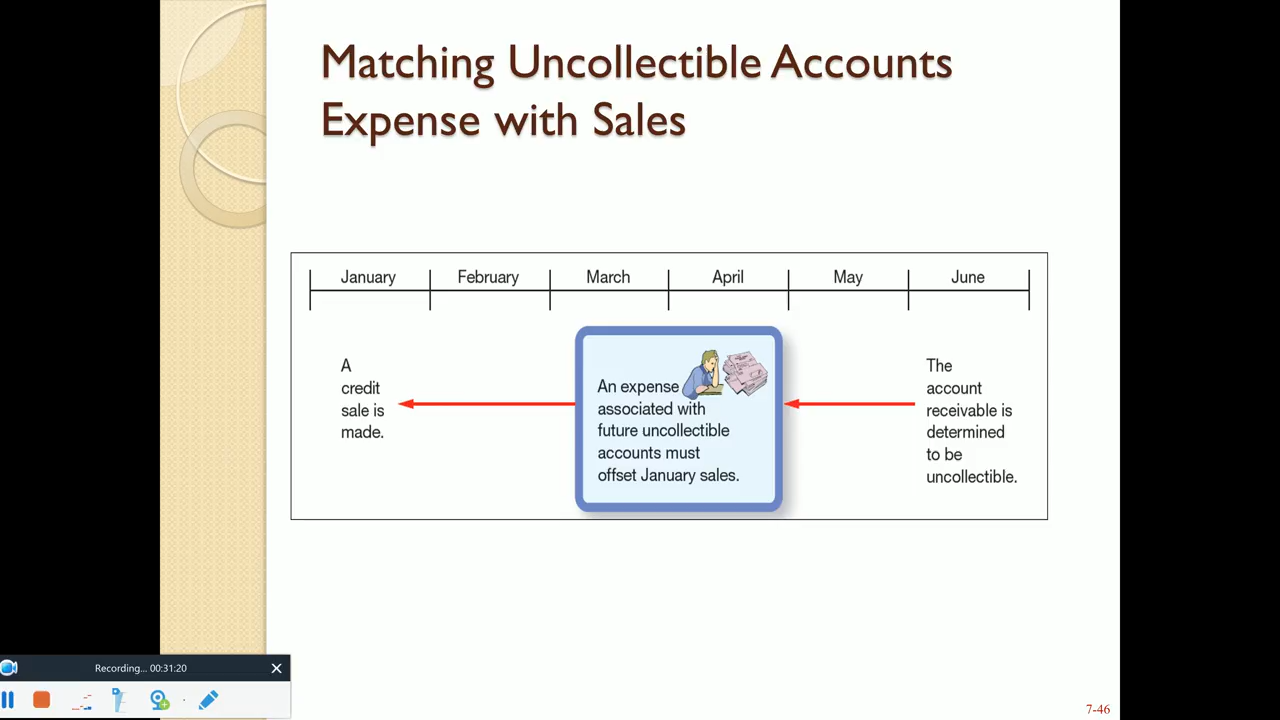 Matching Uncollectible Accounts
Expense with Sales
January February March April May June
A
credit
sale is
made.
An expense
associated with
future uncollectible
accounts must
offset January sales.
The
account
receivable is
determined
to be
uncollectible.
Recording... 00:31:20
7-46